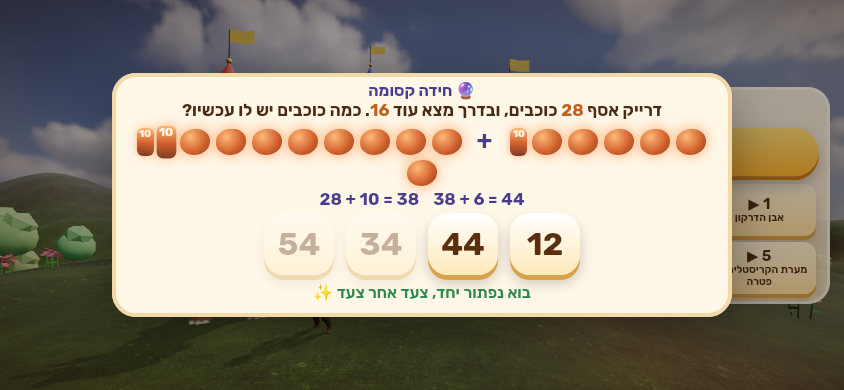 🔮 חידה קסומה
דרייק אסף 28 כוכבים, ובדרך מצא עוד 16. כמה כוכבים יש לו עכשיו?
10 10 + 10
28 + 10 = 38 38 + 6 = 44
54 34 44 12
בוא נפתור יחד, צעד אחר צעד ✨
▶ 1
אבן הדרקון
▶ 5
מערת
פטרה